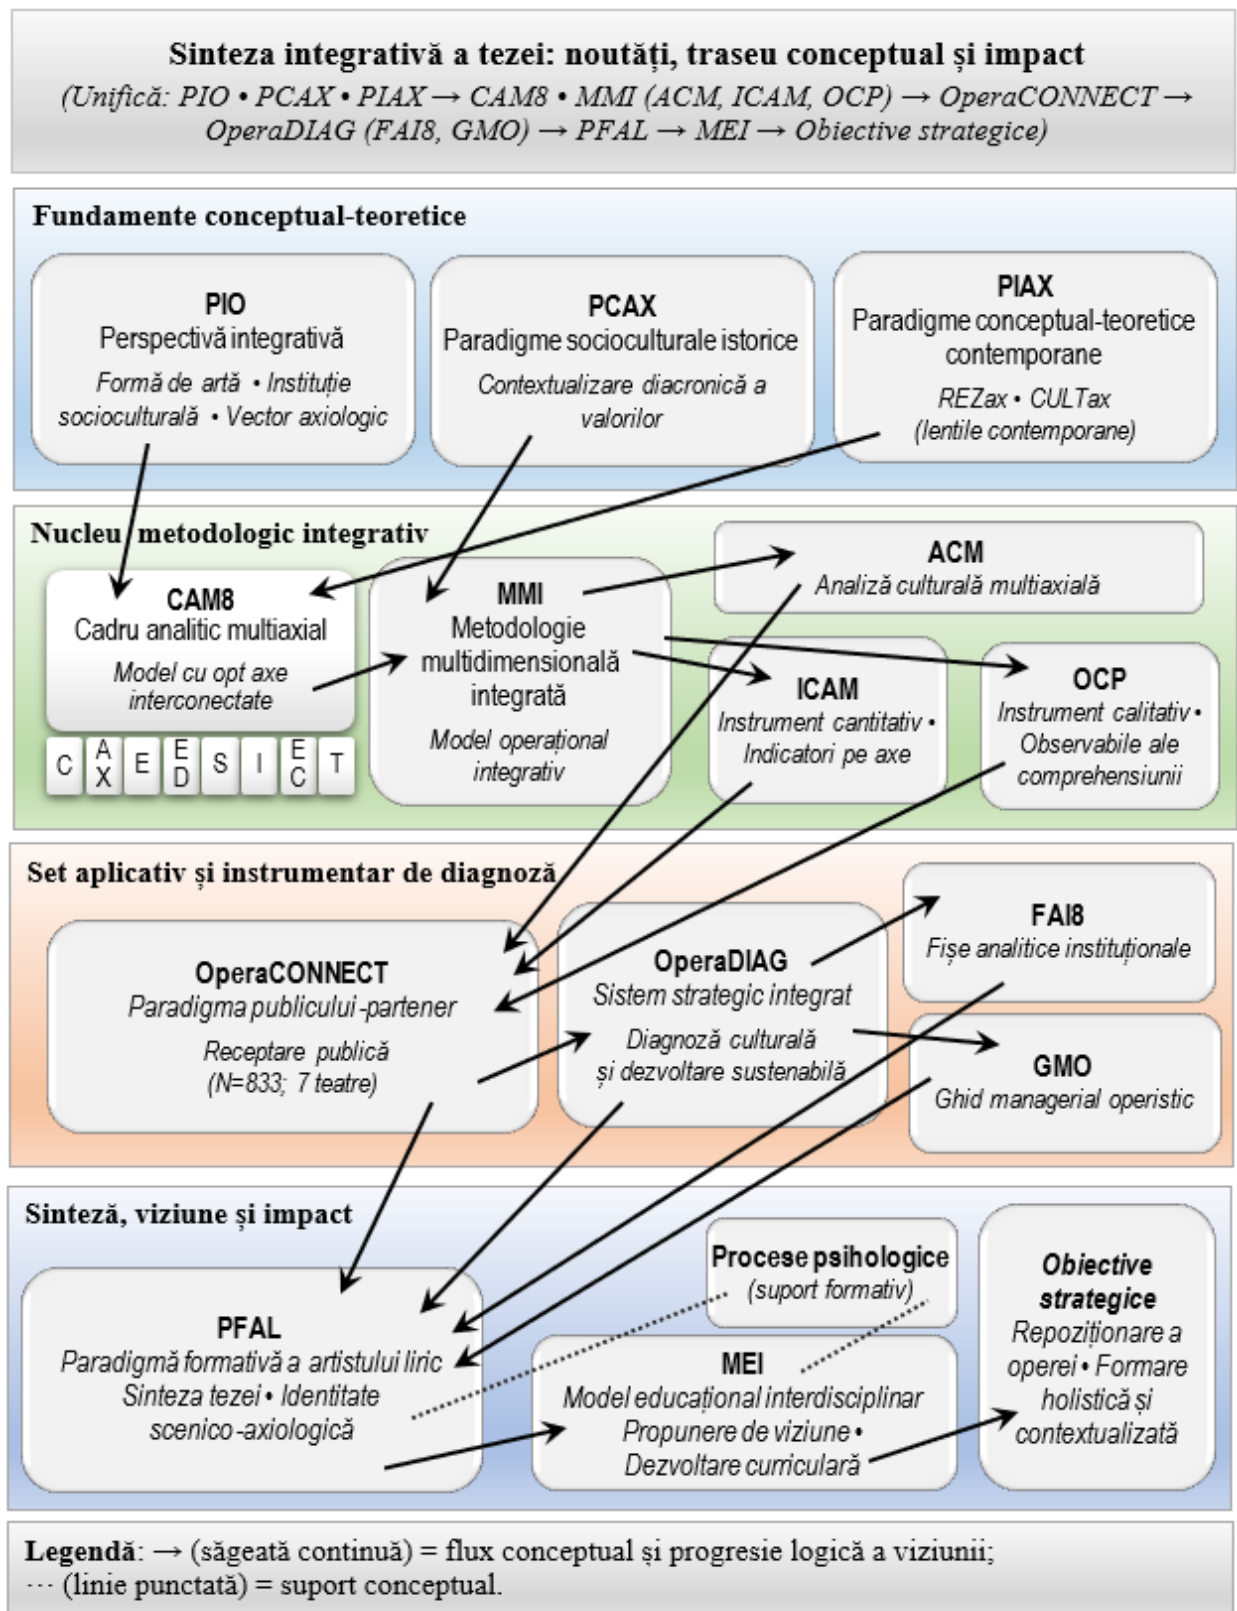 Sinteza integrativă a tezei: noutăți, traseu conceptual și impact
(Unifică: PIO • PCAX • PIAX → CAM8 • MMI (ACM, ICAM, OCP) → OperaCONNECT →
OperaDIAG (FAI8, GMO) → PFAL → MEI → Obiective strategice)
Fundamente conceptual-teoretice
PIO
Perspectivă integrativă
Formă de artă • Instituție
socioculturală • Vector axiologic
PCAX
Paradigme socioculturale istorice
Contextualizare diacronică a
valorilor
PIAX
Paradigme conceptual-teoretice
contemporane
REZax • CULTax
(lentile contemporane)
Nucleu metodologic integrativ
CAM8
Cadru analitic multiaxial
Model cu opt axe
interconectate
C AX E ED S I EC T
MMI
Metodologie
multidimensională
integrată
Model operațional
integrativ
ACM
Analiză culturală multiaxială
ICAM
Instrument cantitativ •
Indicatori pe axe
OCP
Instrument calitativ •
Observabile ale
comprehensiunii
Set aplicativ și instrumentar de diagnoză
OperaCONNECT
Paradigma publicului-partener
Receptare publică
(N=833; 7 teatre)
OperaDIAG
Sistem strategic integrat
Diagnoză culturală
și dezvoltare sustenabilă
FAI8
Fișe analitice instituționale
GMO
Ghid managerial operistic
Sinteză, viziune și impact
PFAL
Paradigmă formativă a artistului liric
Sinteza tezei • Identitate
scenico-axiologică
Procese psihologice
(suport formativ)
MEI
Model educațional interdisciplinar
Propunere de viziune •
Dezvoltare curriculară
Obiective
strategice
Repoziționare a
operei • Formare
holistică și
contextualizată
Legendă: → (săgeată continuă) = flux conceptual și progresie logică a viziunii;
··· (linie punctată) = suport conceptual.